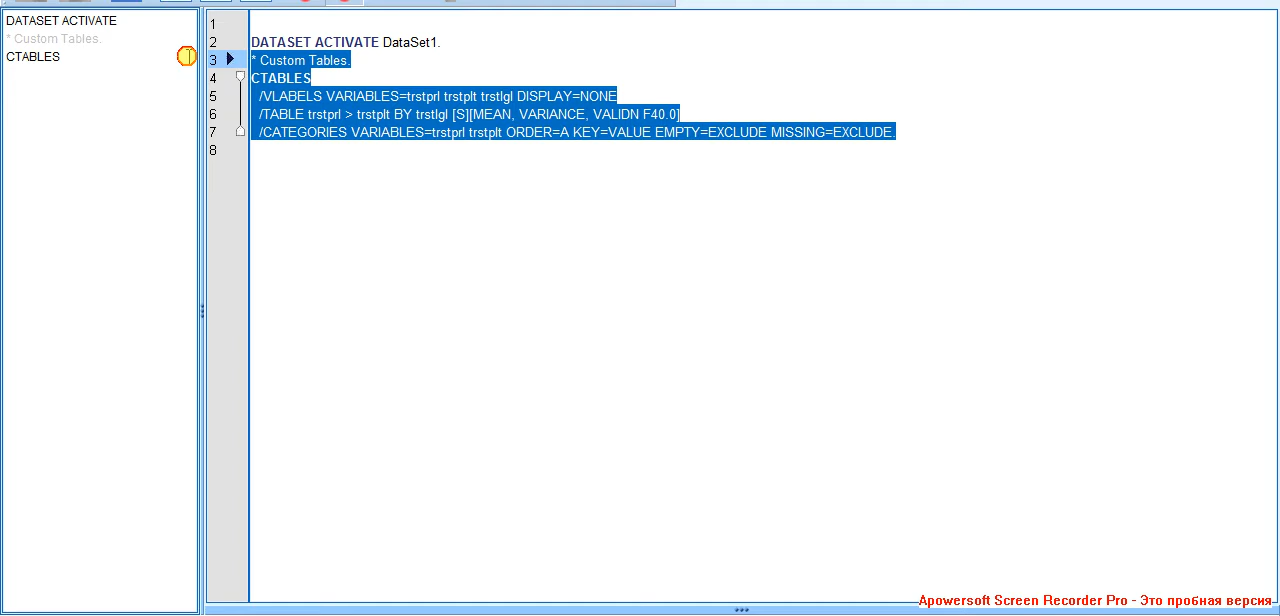 DATASET ACTIVATE
* Custom Tables.
CTABLES
1
2 DATASET ACTIVATE DataSet1.
3 * Custom Tables.
4 CTABLES
5 /VLABELS VARIABLES=trstprl trstplt trstlgl DISPLAY=NONE
6 /TABLE trstprl > trstplt BY trstlgl [S][MEAN, VARIANCE, VALIDN F40.0]
7 /CATEGORIES VARIABLES=trstprl trstplt ORDER=A KEY=VALUE EMPTY=EXCLUDE MISSING=EXCLUDE.
8
Apowersoft Screen Recorder Pro - Это пробная версия